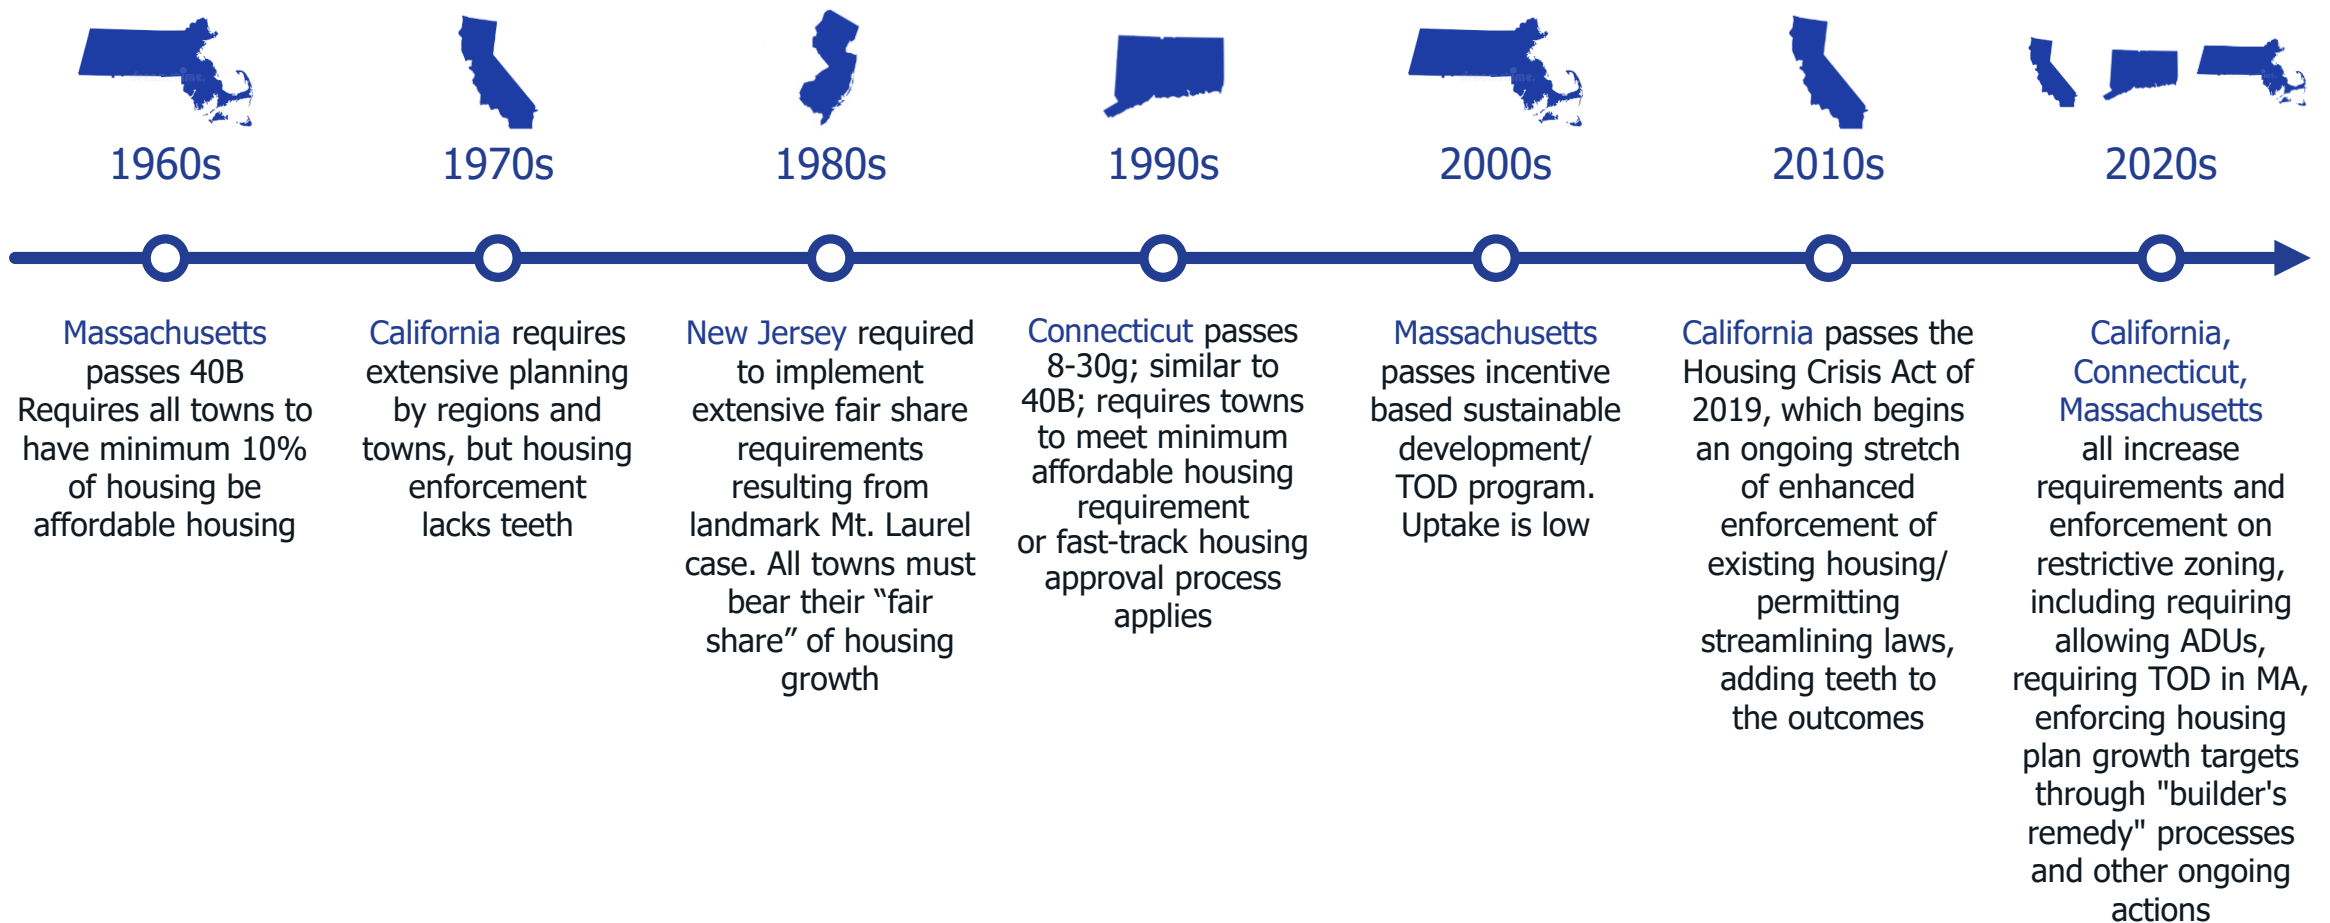 1960s
1970s
1980s
1990s
2000s
2010s
2020s
Massachusetts
passes 40B
Requires all towns to
have minimum 10%
of housing be
affordable housing
California requires
extensive planning
by regions and
towns, but housing
enforcement
lacks teeth
New Jersey required
to implement
extensive fair share
requirements
resulting from
landmark Mt. Laurel
case. All towns must
bear their “fair
share” of housing
growth
Connecticut passes
8-30g; similar to
40B; requires towns
to meet minimum
affordable housing
requirement
or fast-track housing
approval process
applies
Massachusetts
passes incentive
based sustainable
development/
TOD program.
Uptake is low
California passes the
Housing Crisis Act of
2019, which begins
an ongoing stretch
of enhanced
enforcement of
existing housing/
permitting
streamlining laws,
adding teeth to
the outcomes
California,
Connecticut,
Massachusetts
all increase
requirements and
enforcement on
restrictive zoning,
including requiring
allowing ADUs,
requiring TOD in MA,
enforcing housing
plan growth targets
through "builder's
remedy" processes
and other ongoing
actions